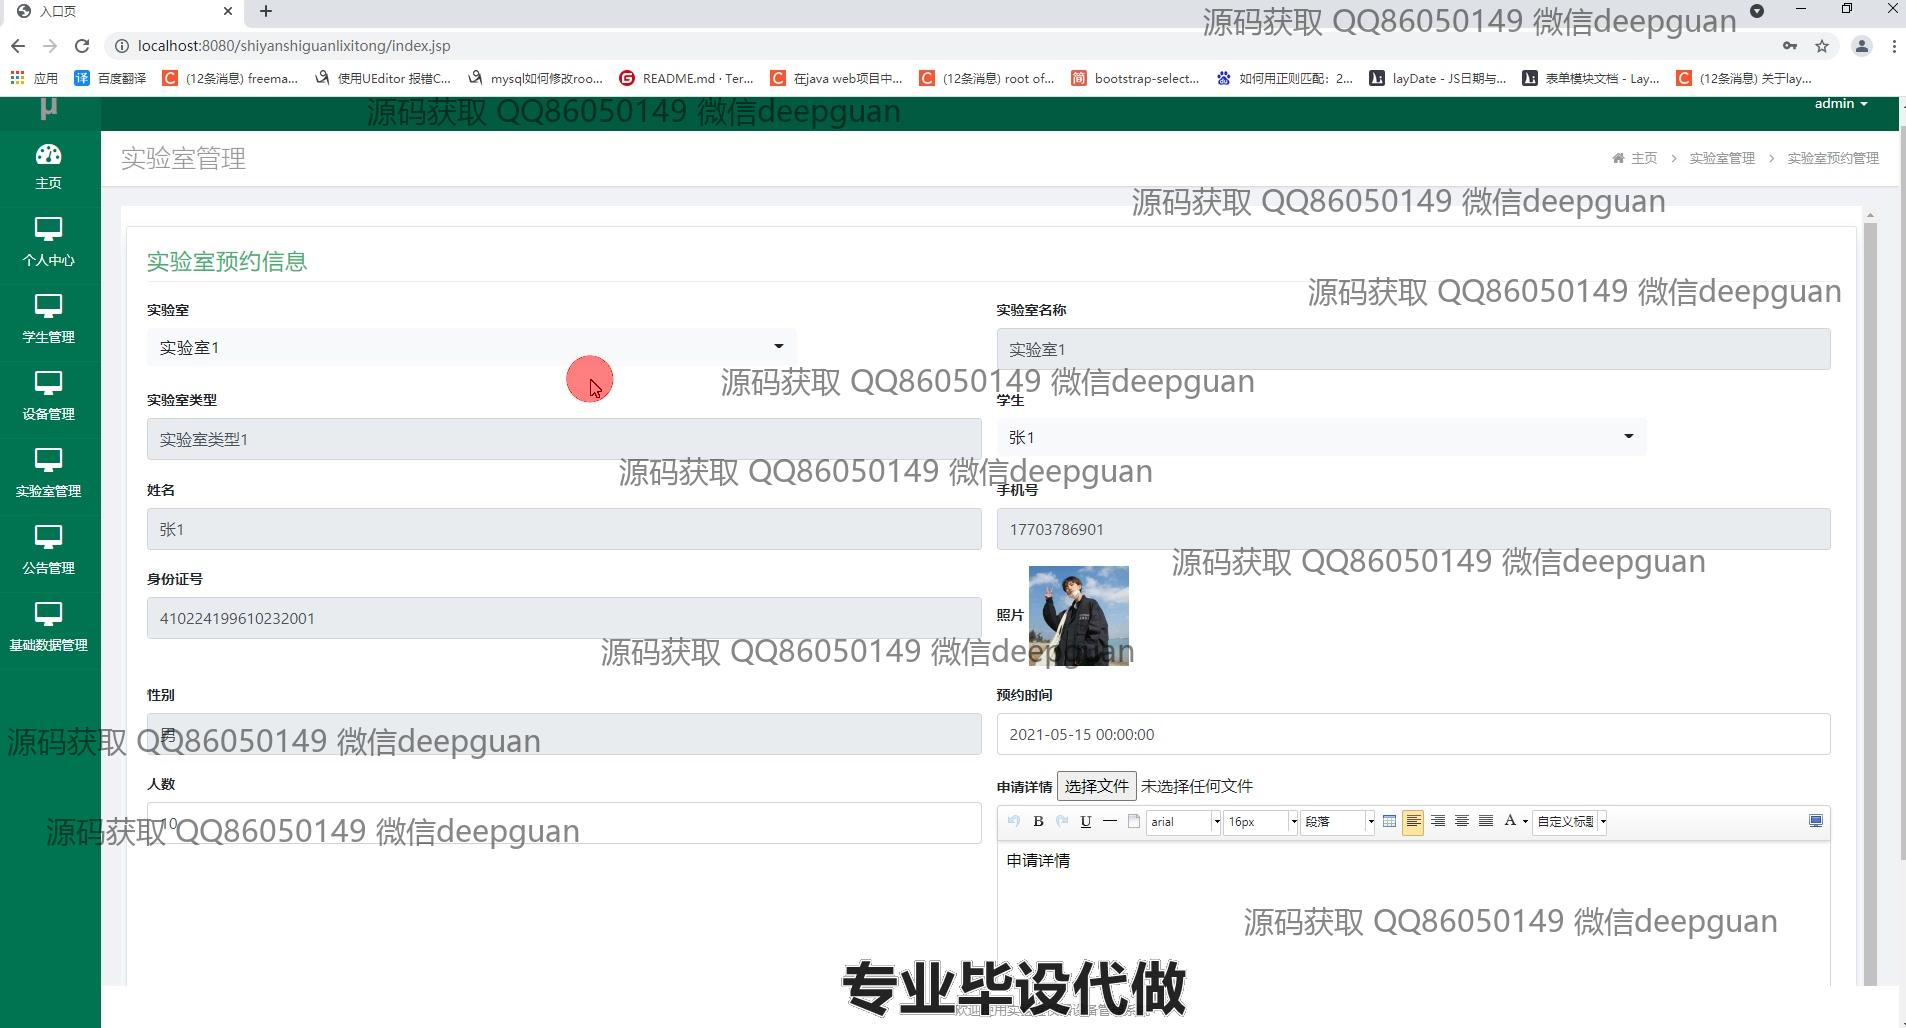 入口页
源码获取 QQ86050149 微信deepguan
localhost:8080/shiyanshiguanlixitong/index.jsp
应用
译 百度翻译
C (12条消息) freema...
使用UEditor 报错C...
mysql如何修改roo...
G README.md · Ter...
C 在java web项目中...
C (12条消息) root of...
简 bootstrap-select...
如何用正则匹配：2...
layDate - JS日期与...
表单模块文档 - Lay...
C (12条消息) 关于lay...
μ
源码获取 QQ86050149 微信deepguan
admin
主页
实验室管理
主页 > 实验室管理 > 实验室预约管理
源码获取 QQ86050149 微信deepguan
个人中心
实验室预约信息
源码获取 QQ86050149 微信deepguan
实验室
实验室名称
学生管理
实验室1
实验室1
源码获取 QQ86050149 微信deepguan
实验室类型
学生
设备管理
实验室类型1
张1
源码获取 QQ86050149 微信deepguan
实验室管理
姓名
手机号
张1
17703786901
公告管理
源码获取 QQ86050149 微信deepguan
身份证号
照片
410224199610232001
基础数据管理
源码获取 QQ86050149 微信deepguan
性别
预约时间
男
2021-05-15 00:00:00
源码获取 QQ86050149 微信deepguan
人数
申请详情 选择文件 未选择任何文件
10
B U arial 16px 段落 A 自定义标题
源码获取 QQ86050149 微信deepguan
申请详情
源码获取 QQ86050149 微信deepguan
专业毕设代做